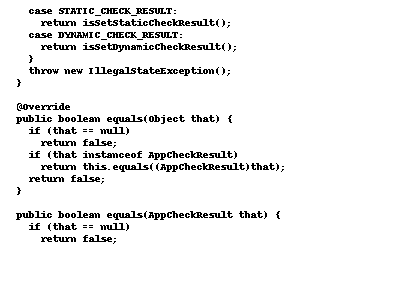 case STATIC_CHECK_RESULT:
return isSetStaticCheckResult();
case DYNAMIC_CHECK_RESULT:
return isSetDynamicCheckResult();
}
throw new IllegalStateException();
}
@Override
public boolean equals(Object that) {
if (that == null)
return false;
if (that instanceof AppCheckResult)
return this.equals((AppCheckResult)that);
return false;
}
public boolean equals(AppCheckResult that) {
if (that == null)
return false;